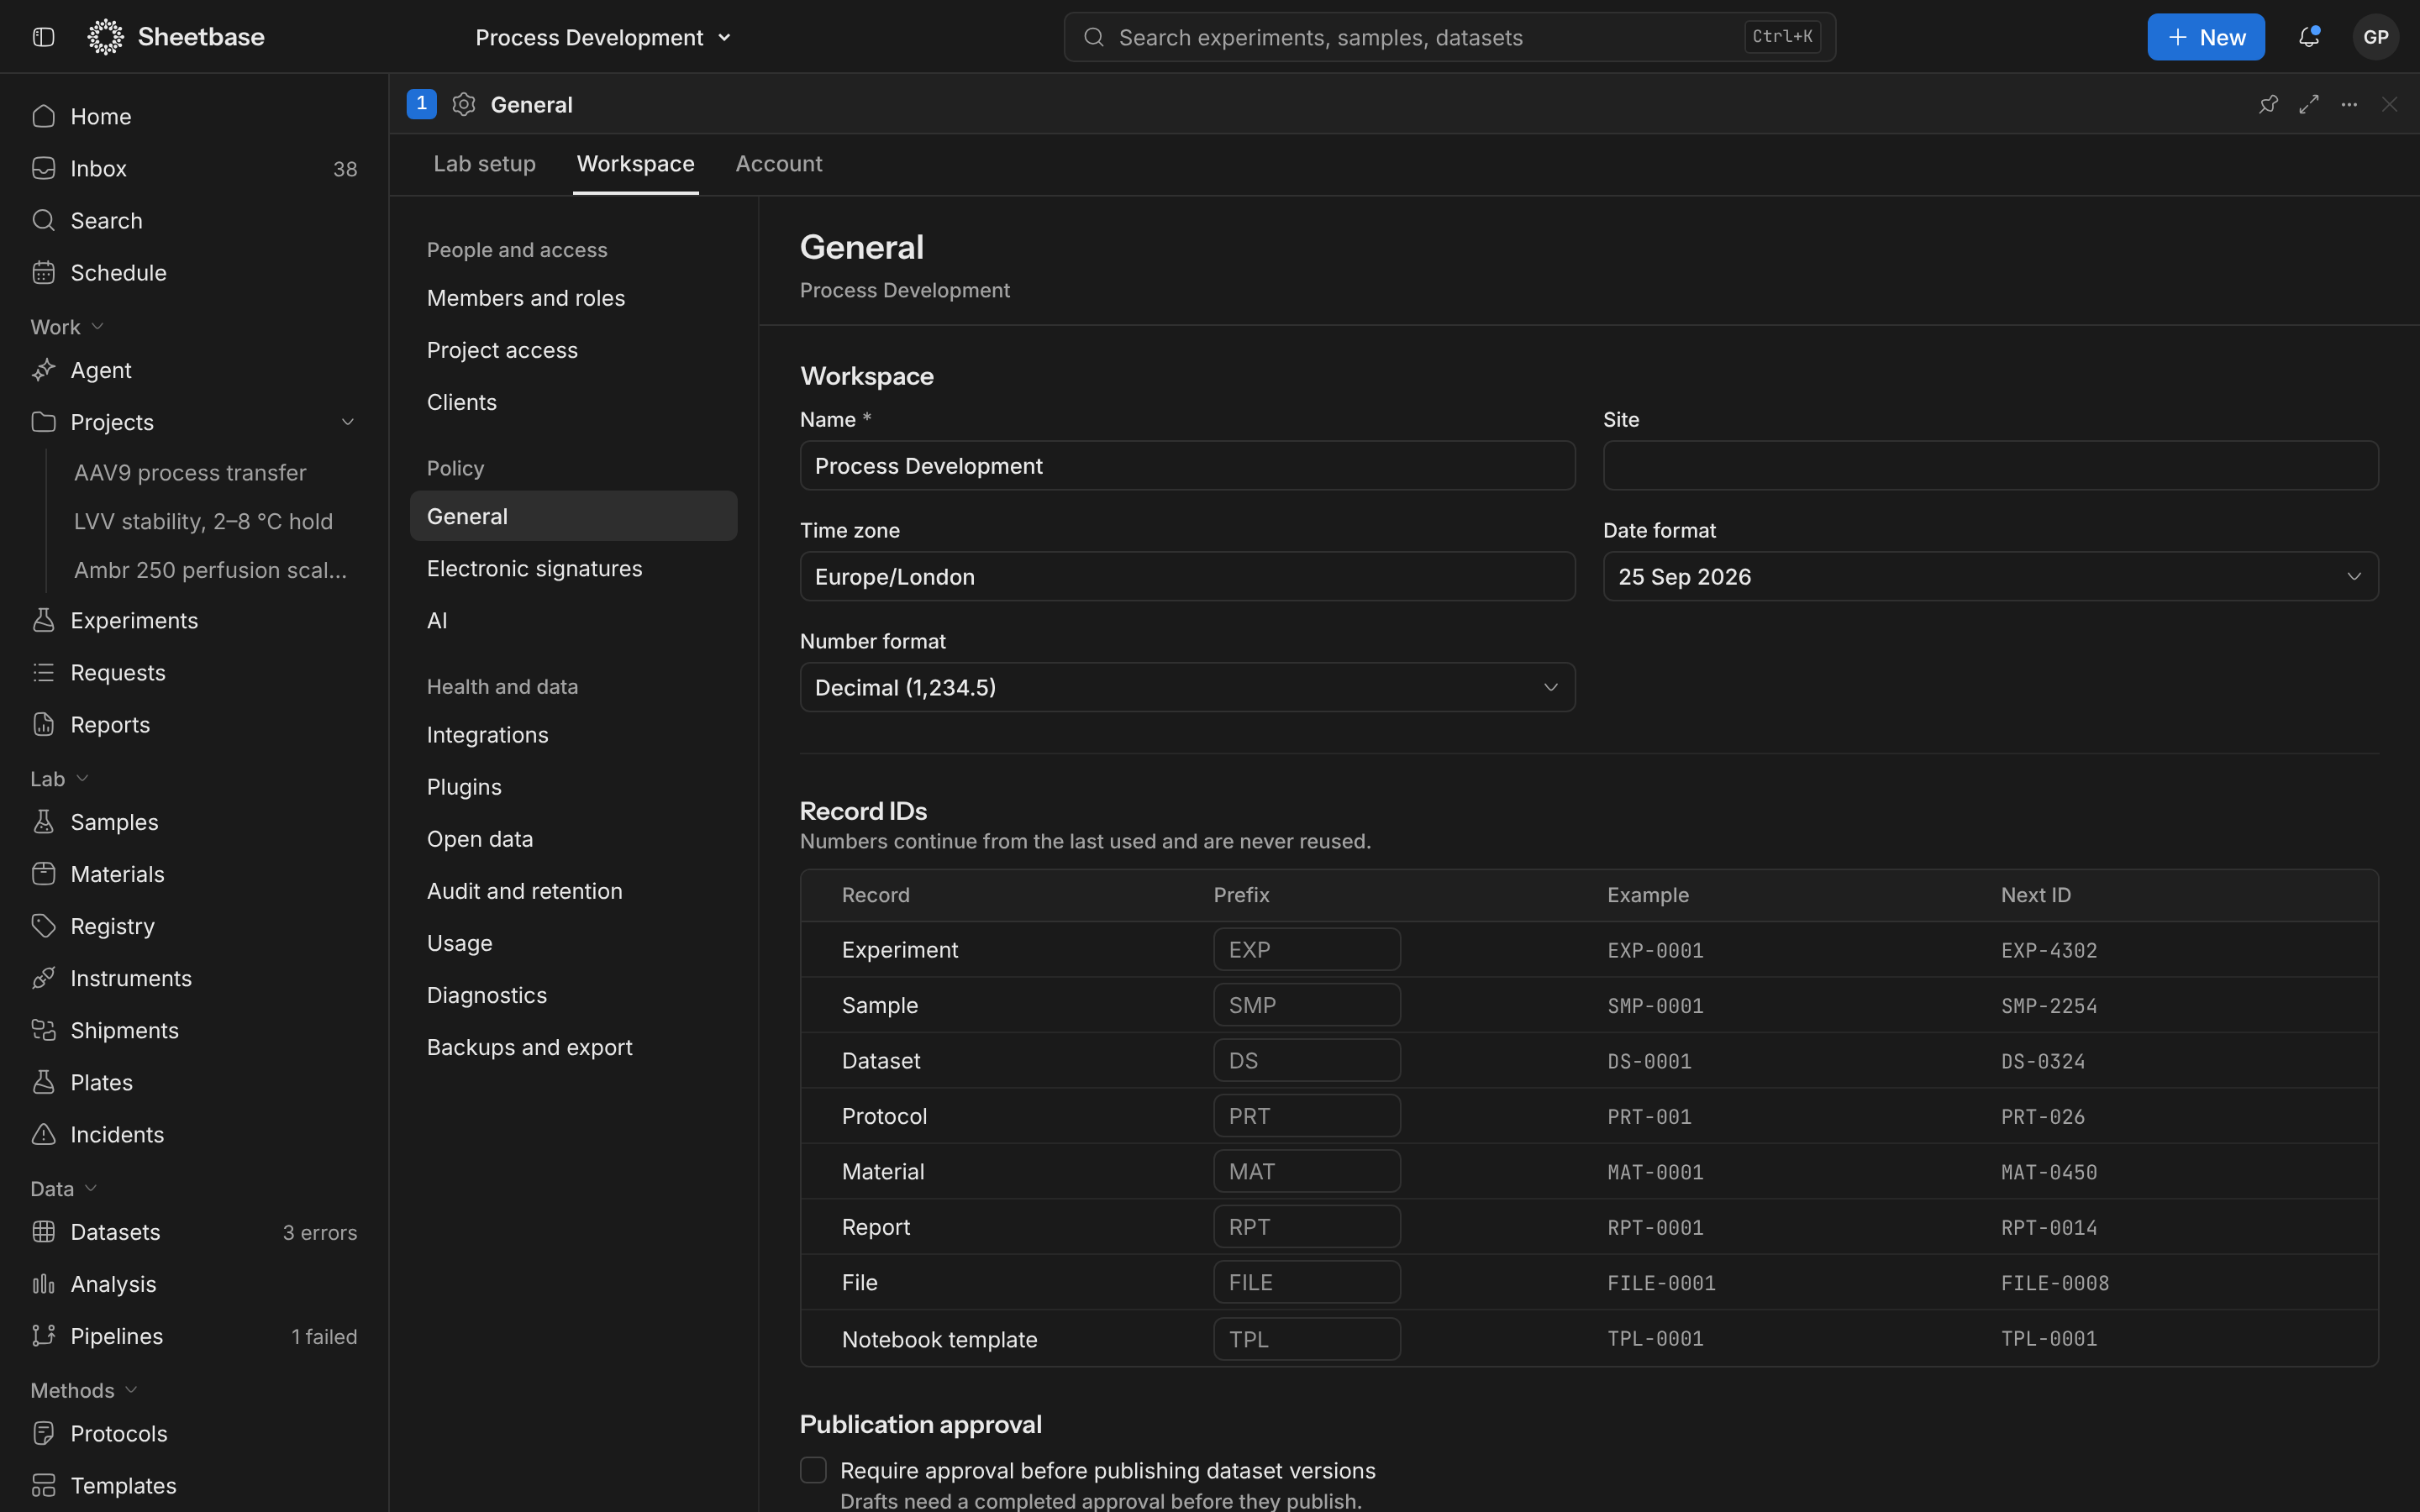 Sheetbase
Process Development
Search experiments, samples, datasets
Ctrl+K
New
GP
Home
Inbox 38
Search
Schedule
Work
Agent
Projects
AAV9 process transfer
LVV stability, 2–8 °C hold
Ambr 250 perfusion scal...
Experiments
Requests
Reports
Lab
Samples
Materials
Registry
Instruments
Shipments
Plates
Incidents
Data
Datasets 3 errors
Analysis
Pipelines 1 failed
Methods
Protocols
Templates
1 General
Lab setup Workspace Account
People and access
Members and roles
Project access
Clients
Policy
General
Electronic signatures
AI
Health and data
Integrations
Plugins
Open data
Audit and retention
Usage
Diagnostics
Backups and export
General
Process Development
Workspace
Name * Site
Process Development
Time zone Date format
Europe/London 25 Sep 2026
Number format
Decimal (1,234.5)
Record IDs
Numbers continue from the last used and are never reused.
Record Prefix Example Next ID
Experiment EXP EXP-0001 EXP-4302
Sample SMP SMP-0001 SMP-2254
Dataset DS DS-0001 DS-0324
Protocol PRT PRT-001 PRT-026
Material MAT MAT-0001 MAT-0450
Report RPT RPT-0001 RPT-0014
File FILE FILE-0001 FILE-0008
Notebook template TPL TPL-0001 TPL-0001
Publication approval
Require approval before publishing dataset versions
Drafts need a completed approval before they publish.